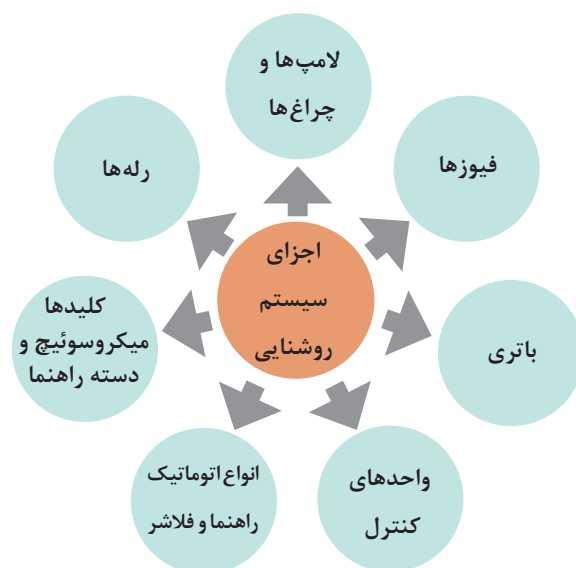 اجزای
سیستم
روشنایی
لامپ‌ها و
چراغ‌ها
فیوزها
باتری
واحدهای
کنترل
انواع اتوماتیک
راهنما و فلاشر
کلیدها
میکروسوئیچ و
دسته راهنما
رله‌ها